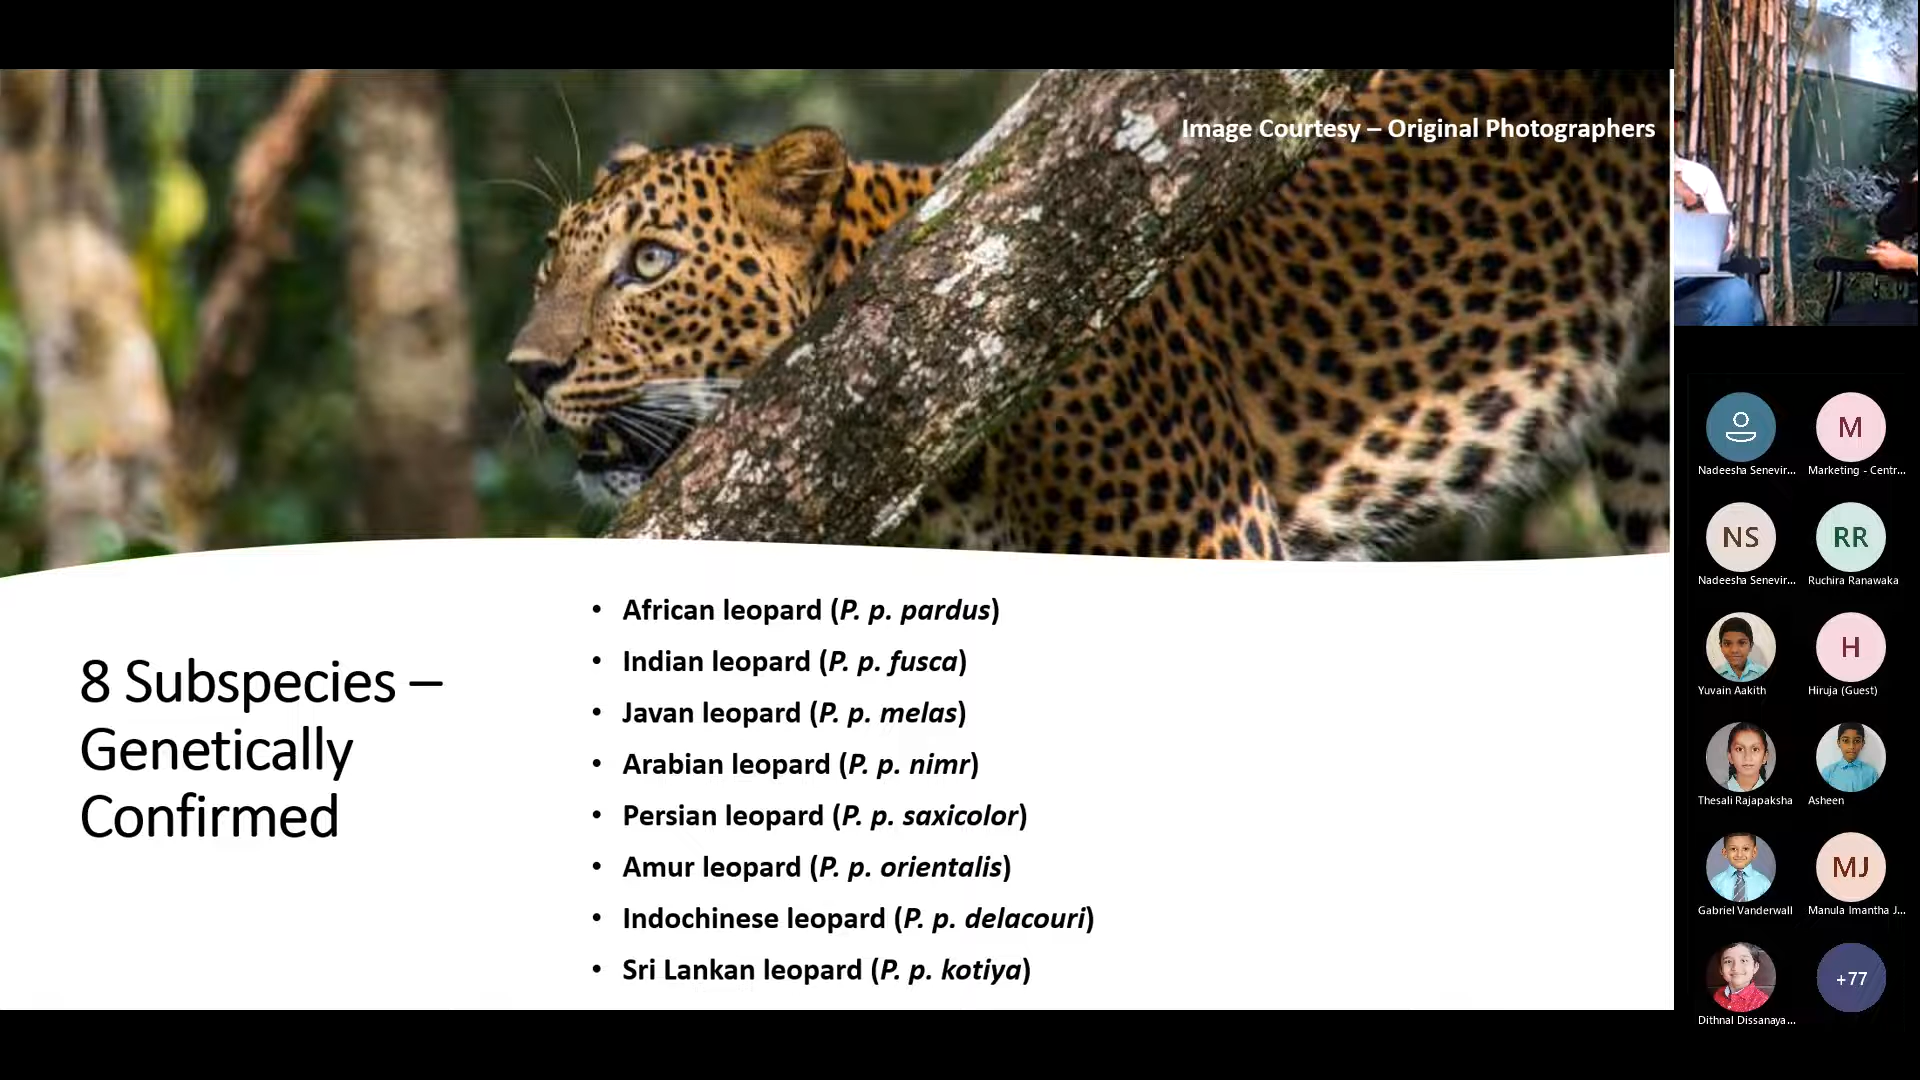 Image Courtesy – Original Photographers
8 Subspecies –
Genetically
Confirmed
• African leopard (P. p. pardus)
• Indian leopard (P. p. fusca)
• Javan leopard (P. p. melas)
• Arabian leopard (P. p. nimr)
• Persian leopard (P. p. saxicolor)
• Amur leopard (P. p. orientalis)
• Indochinese leopard (P. p. delacouri)
• Sri Lankan leopard (P. p. kotiya)
Nadeesha Senevir...
M
Marketing - Centr...
NS
Nadeesha Senevir...
RR
Ruchira Ranawaka
Yuvain Aakith
H
Hiruja (Guest)
Thesali Rajapaksha
Asheen
Gabriel Vanderwall
MJ
Manula Imantha J...
Dithnal Dissanaya...
+77